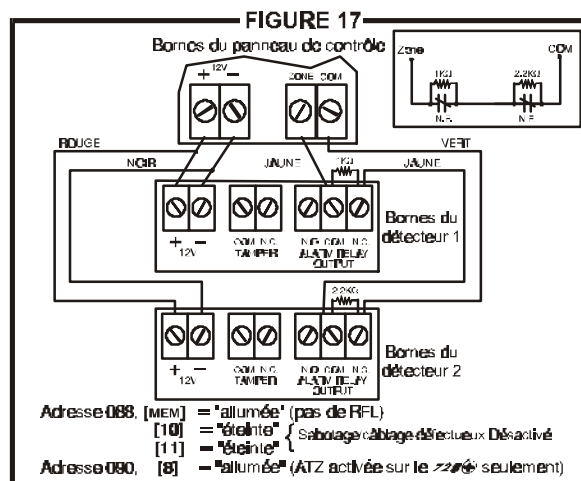 FIGURE 17
Bornes du panneau de contrôle
+ 12V –
ZONE COM
Zone COM
1KΩ 2.2KΩ
N.F. N.F.
ROUGE VERT
NOIR JAUNE 1KΩ JAUNE
Bornes du
détecteur 1
+ – COM N.C. N.O. COM N.C.
12V TAMPER ALARM RELAY
OUTPUT
2.2KΩ
Bornes du
détecteur 2
+ – COM N.C. N.O. COM N.C.
12V TAMPER ALARM RELAY
OUTPUT
Adresse 088, [MEM] = "allumée" (pas de RFL)
[10] = "éteinte"
[11] = "éteinte" { Sabotage/câblage défectueux Désactivé
Adresse 090, [8] = "allumée" (ATZ activée sur le 728 seulement)